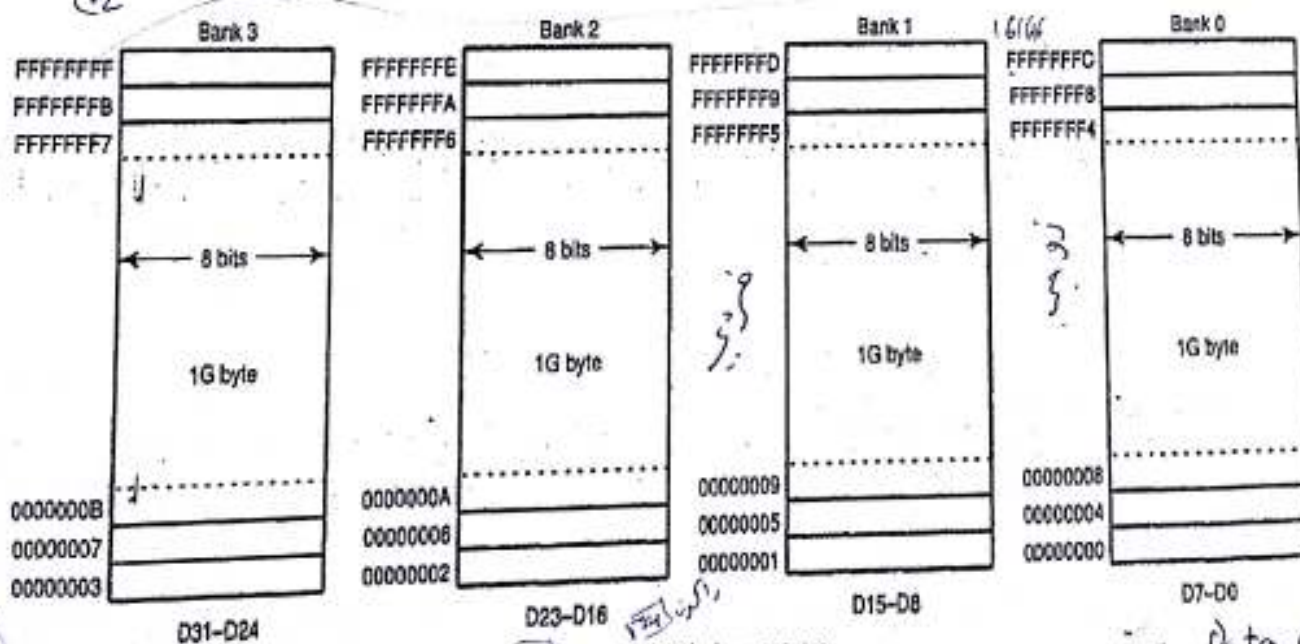 Bank 3
FFFFFFFF
FFFFFFFB
FFFFFFF7
8 bits
1G byte
0000000B
00000007
00000003
D31–D24
Bank 2
FFFFFFFE
FFFFFFFA
FFFFFFF6
8 bits
1G byte
0000000A
00000006
00000002
D23–D16
Bank 1
FFFFFFFD
FFFFFFF9
FFFFFFF5
8 bits
1G byte
00000009
00000005
00000001
D15–D8
Bank 0
FFFFFFFC
FFFFFFF8
FFFFFFF4
8 bits
1G byte
00000008
00000004
00000000
D7–D0